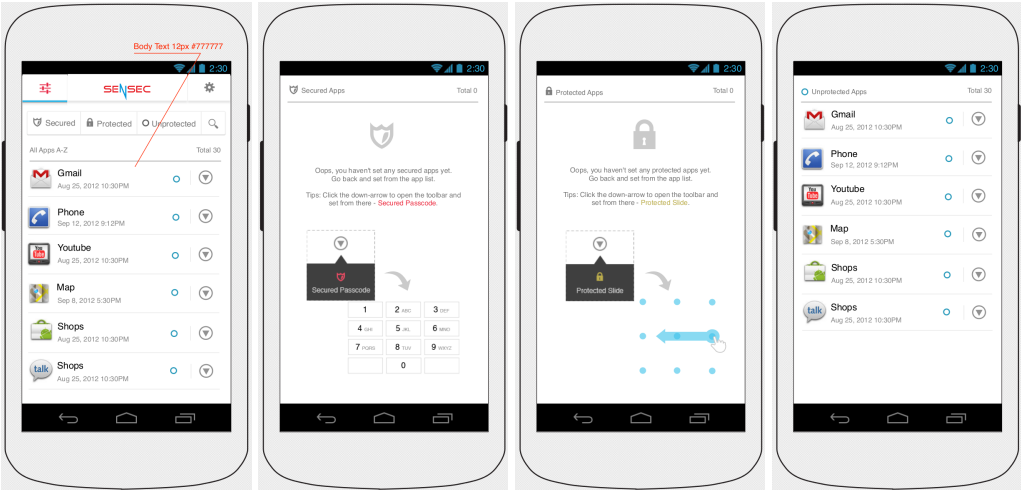 Body Text 12px #777777
2:30
SENSEC
Secured Protected Unprotected
All Apps A-Z Total 30
Gmail
Aug 25, 2012 10:30PM
Phone
Sep 12, 2012 9:12PM
You
Tube
Youtube
Aug 25, 2012 10:30PM
Map
Sep 8, 2012 5:30PM
Shops
Aug 25, 2012 10:30PM
talk
Shops
Aug 25, 2012 10:30PM
2:30
Secured Apps Total 0
Oops, you haven't set any secured apps yet.
Go back and set from the app list.
Tips: Click the down-arrow to open the toolbar and
set from there - Secured Passcode.
Secured Passcode
1 2 ABC 3 DEF
4 GHI 5 JKL 6 MNO
7 PQRS 8 TUV 9 WXYZ
0
2:30
Protected Apps Total 0
1
Oops, you haven't set any protected apps yet.
Go back and set from the app list.
Tips: Click the down-arrow to open the toolbar and
set from there - Protected Slide.
Protected Slide
2:30
Unprotected Apps Total 30
Gmail
Aug 25, 2012 10:30PM
Phone
Sep 12, 2012 9:12PM
You
Tube
Youtube
Aug 25, 2012 10:30PM
Map
Sep 8, 2012 5:30PM
Shops
Aug 25, 2012 10:30PM
talk
Shops
Aug 25, 2012 10:30PM